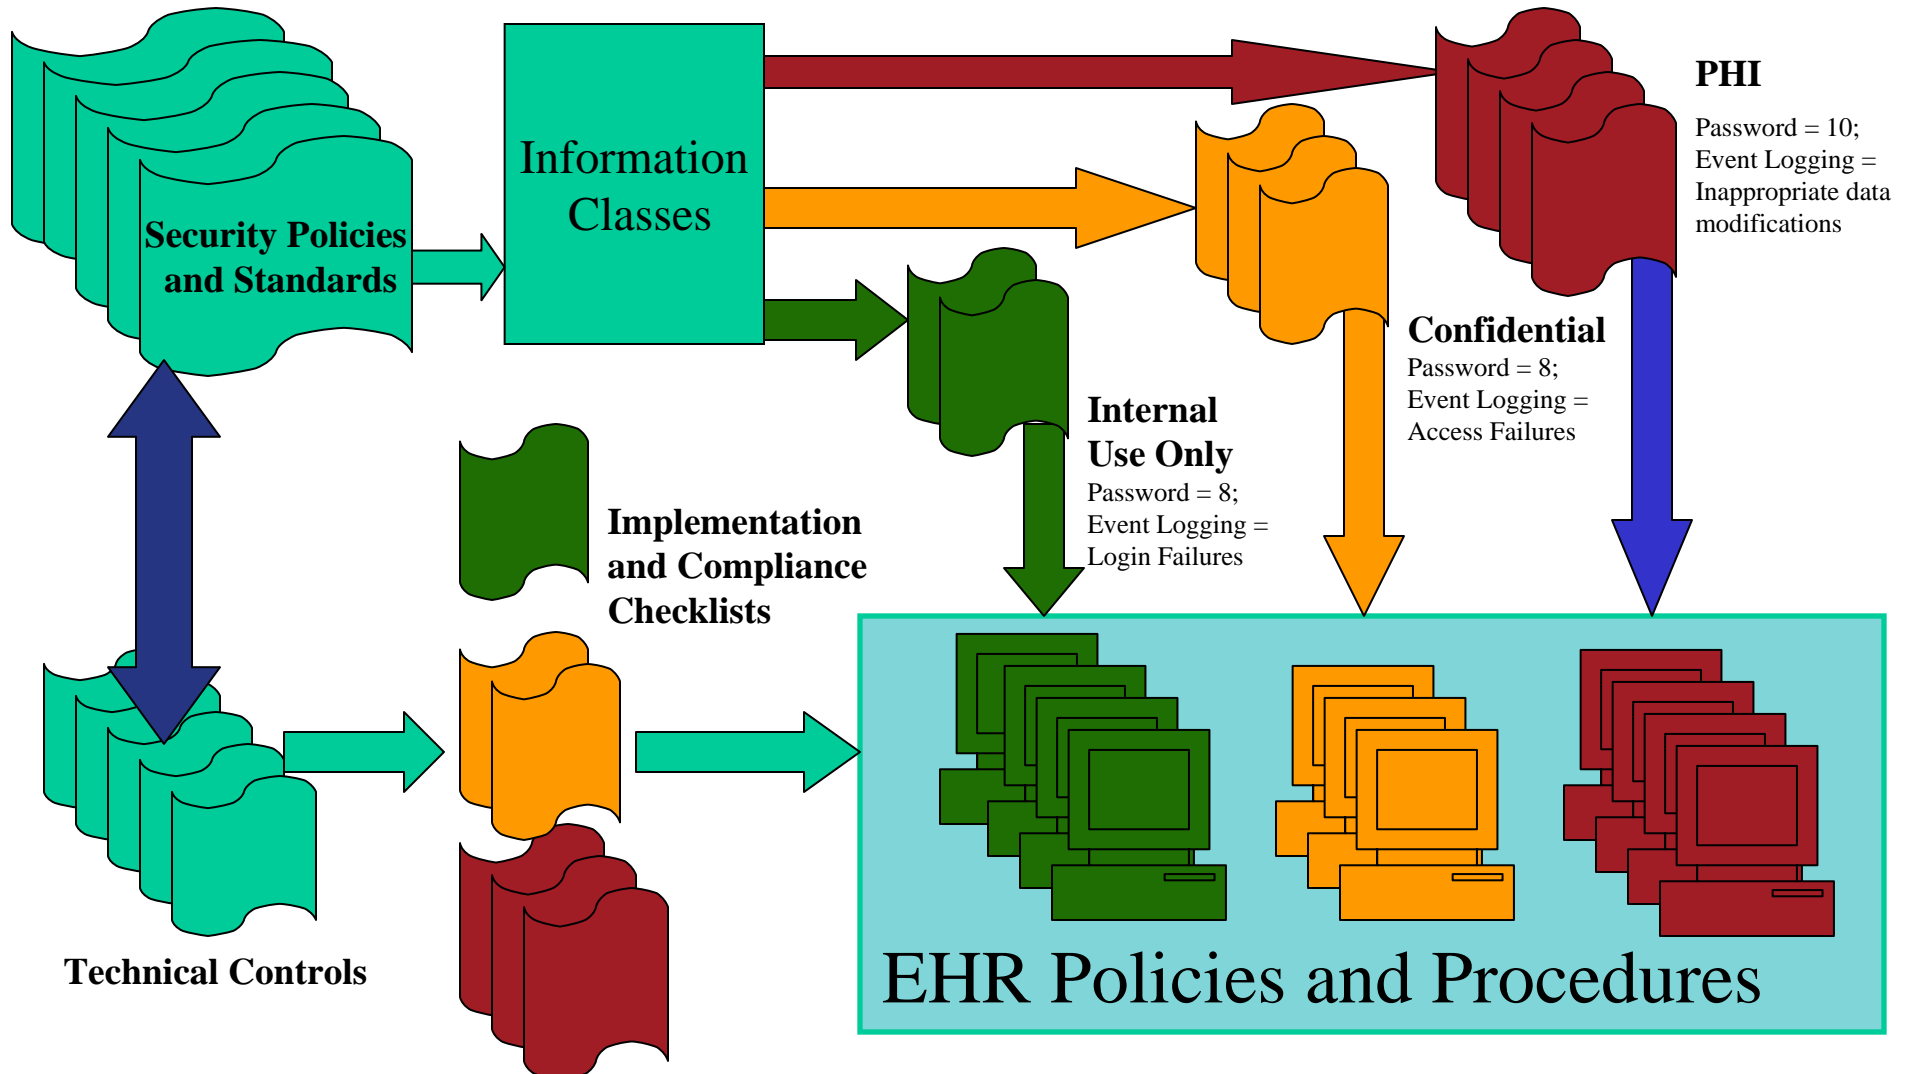 Security Policies
and Standards
Information
Classes
PHI
Password = 10;
Event Logging =
Inappropriate data
modifications
Confidential
Password = 8;
Event Logging =
Access Failures
Internal
Use Only
Password = 8;
Event Logging =
Login Failures
Implementation
and Compliance
Checklists
Technical Controls
EHR Policies and Procedures